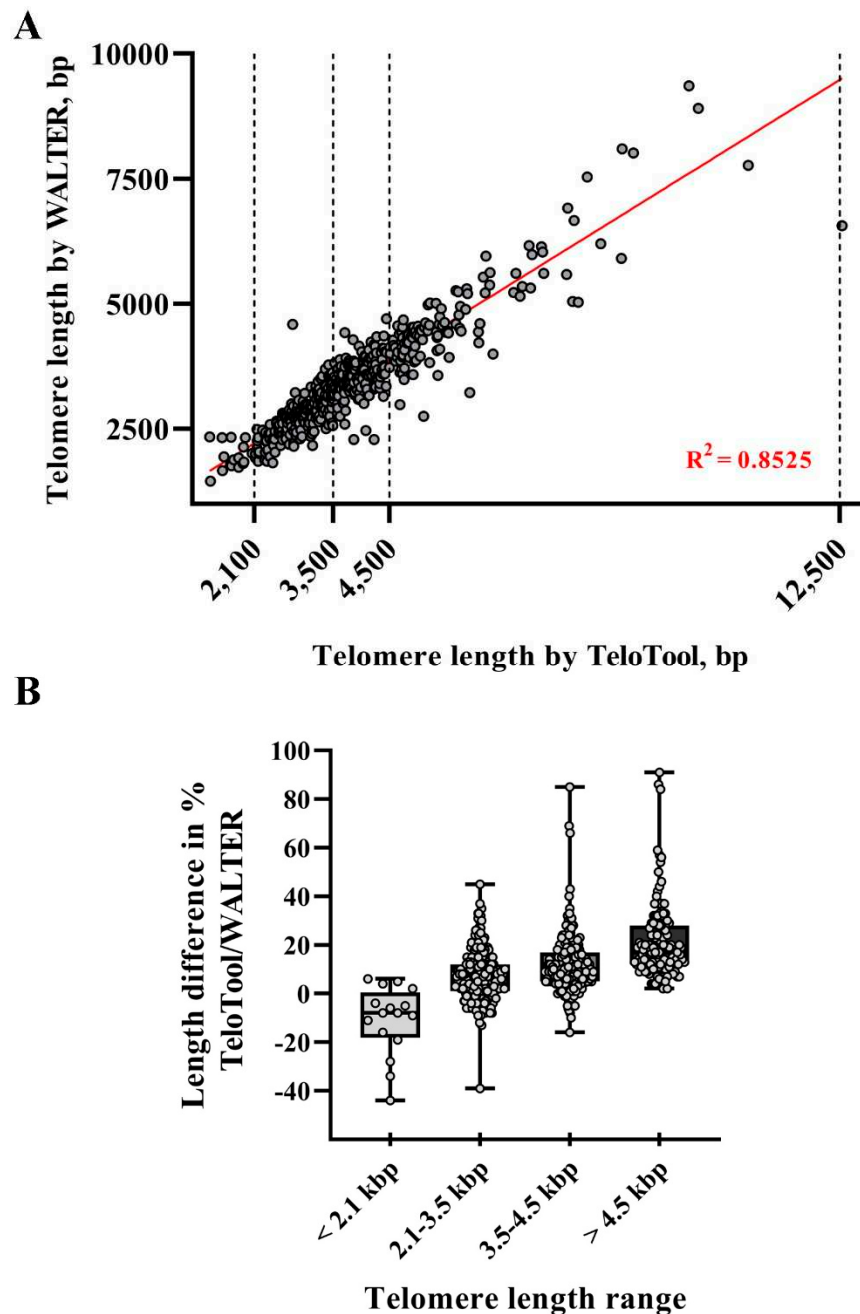 A
Telomere length by WALTER, bp
10000
7500
5000
2500
R² = 0.8525
2,100
3,500
4,500
12,500
Telomere length by TeloTool, bp
B
Length difference in %
TeloTool/WALTER
100
80
60
40
20
0
-20
-40
< 2.1 kbp
2.1-3.5 kbp
3.5-4.5 kbp
> 4.5 kbp
Telomere length range